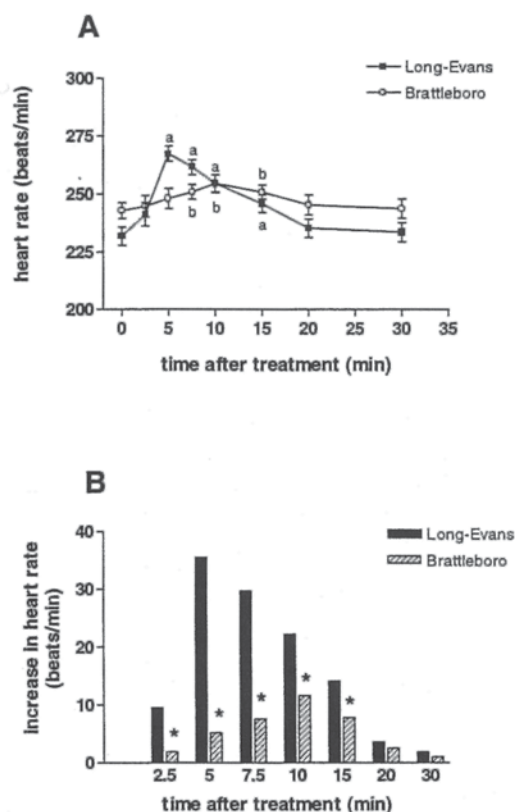 A
Long-Evans
Brattleboro
heart rate (beats/min)
300
275
250
225
200
a
a
a
b
b
b
a
0 5 10 15 20 25 30 35
time after treatment (min)
B
Long-Evans
Brattleboro
Increase in heart rate
(beats/min)
40
30
20
10
0
*
*
*
*
*
2.5 5 7.5 10 15 20 30
time after treatment (min)